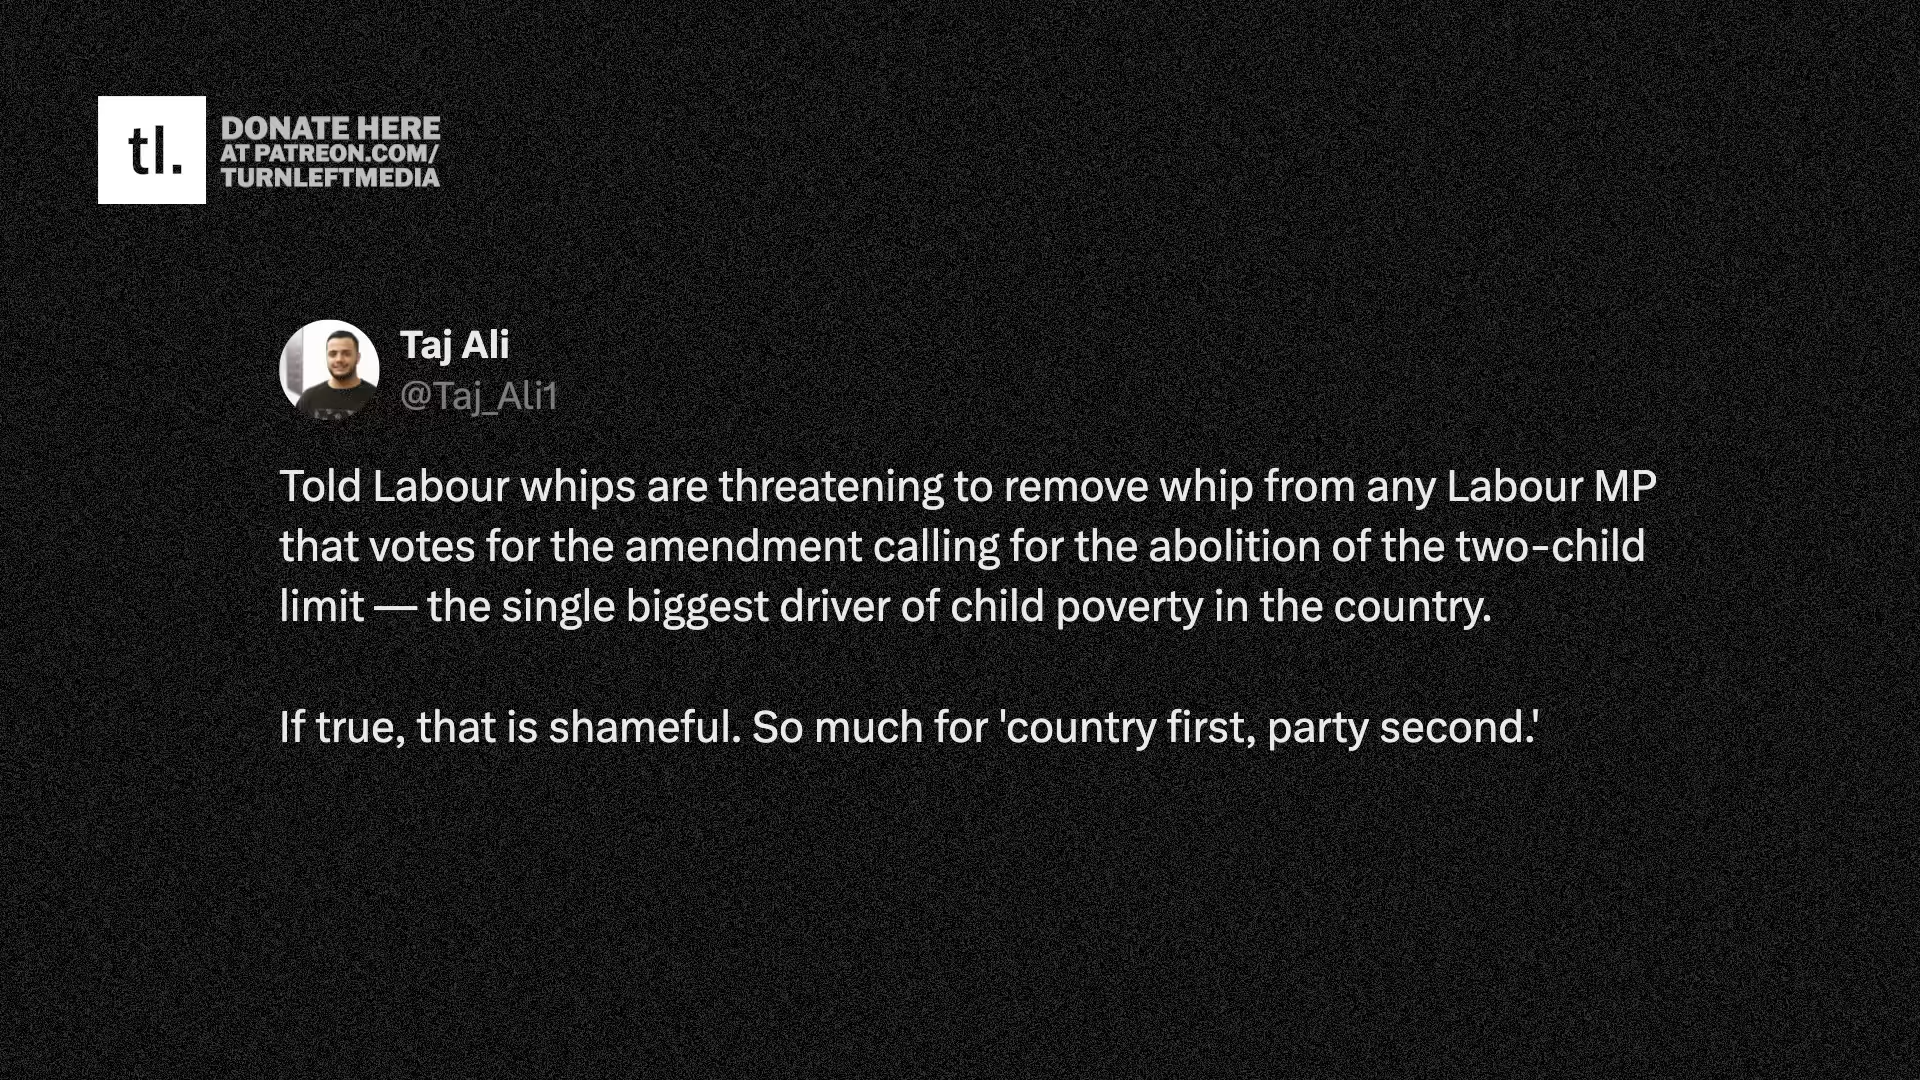 tl.
DONATE HERE
AT PATREON.COM/
TURNLEFTMEDIA
Taj Ali
@Taj_Ali1
Told Labour whips are threatening to remove whip from any Labour MP
that votes for the amendment calling for the abolition of the two-child
limit — the single biggest driver of child poverty in the country.
If true, that is shameful. So much for 'country first, party second.'